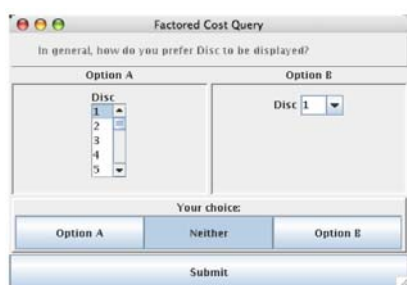 Factored Cost Query
In general, how do you prefer Disc to be displayed?
Option A
Disc
1
2
3
4
5
Option B
Disc 1
Your choice:
Option A Neither Option B
Submit